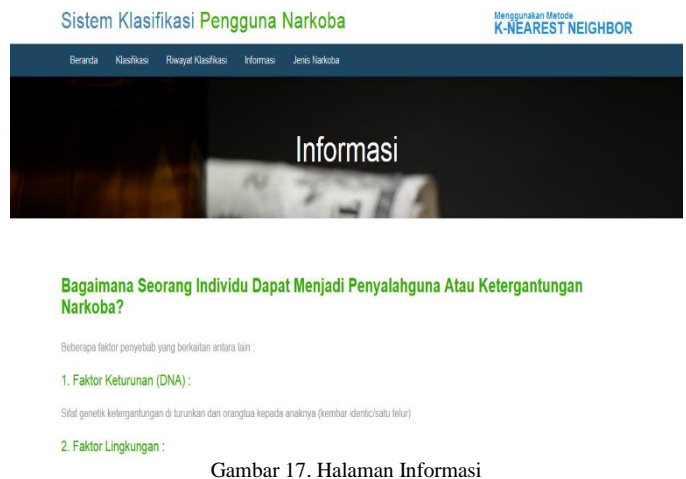 Sistem Klasifikasi Pengguna Narkoba
Menggunakan Metode
K-NEAREST NEIGHBOR
Beranda Klasifikasi Riwayat Klasifikasi Informasi Jenis Narkoba
Informasi
Bagaimana Seorang Individu Dapat Menjadi Penyalahguna Atau Ketergantungan
Narkoba?
Beberapa faktor penyebab yang berkaitan antara lain :
1. Faktor Keturunan (DNA) :
Sifat genetik ketergantungan di turunkan dari orangtua kepada anaknya (kembar identic/satu telur)
2. Faktor Lingkungan :
Gambar 17. Halaman Informasi